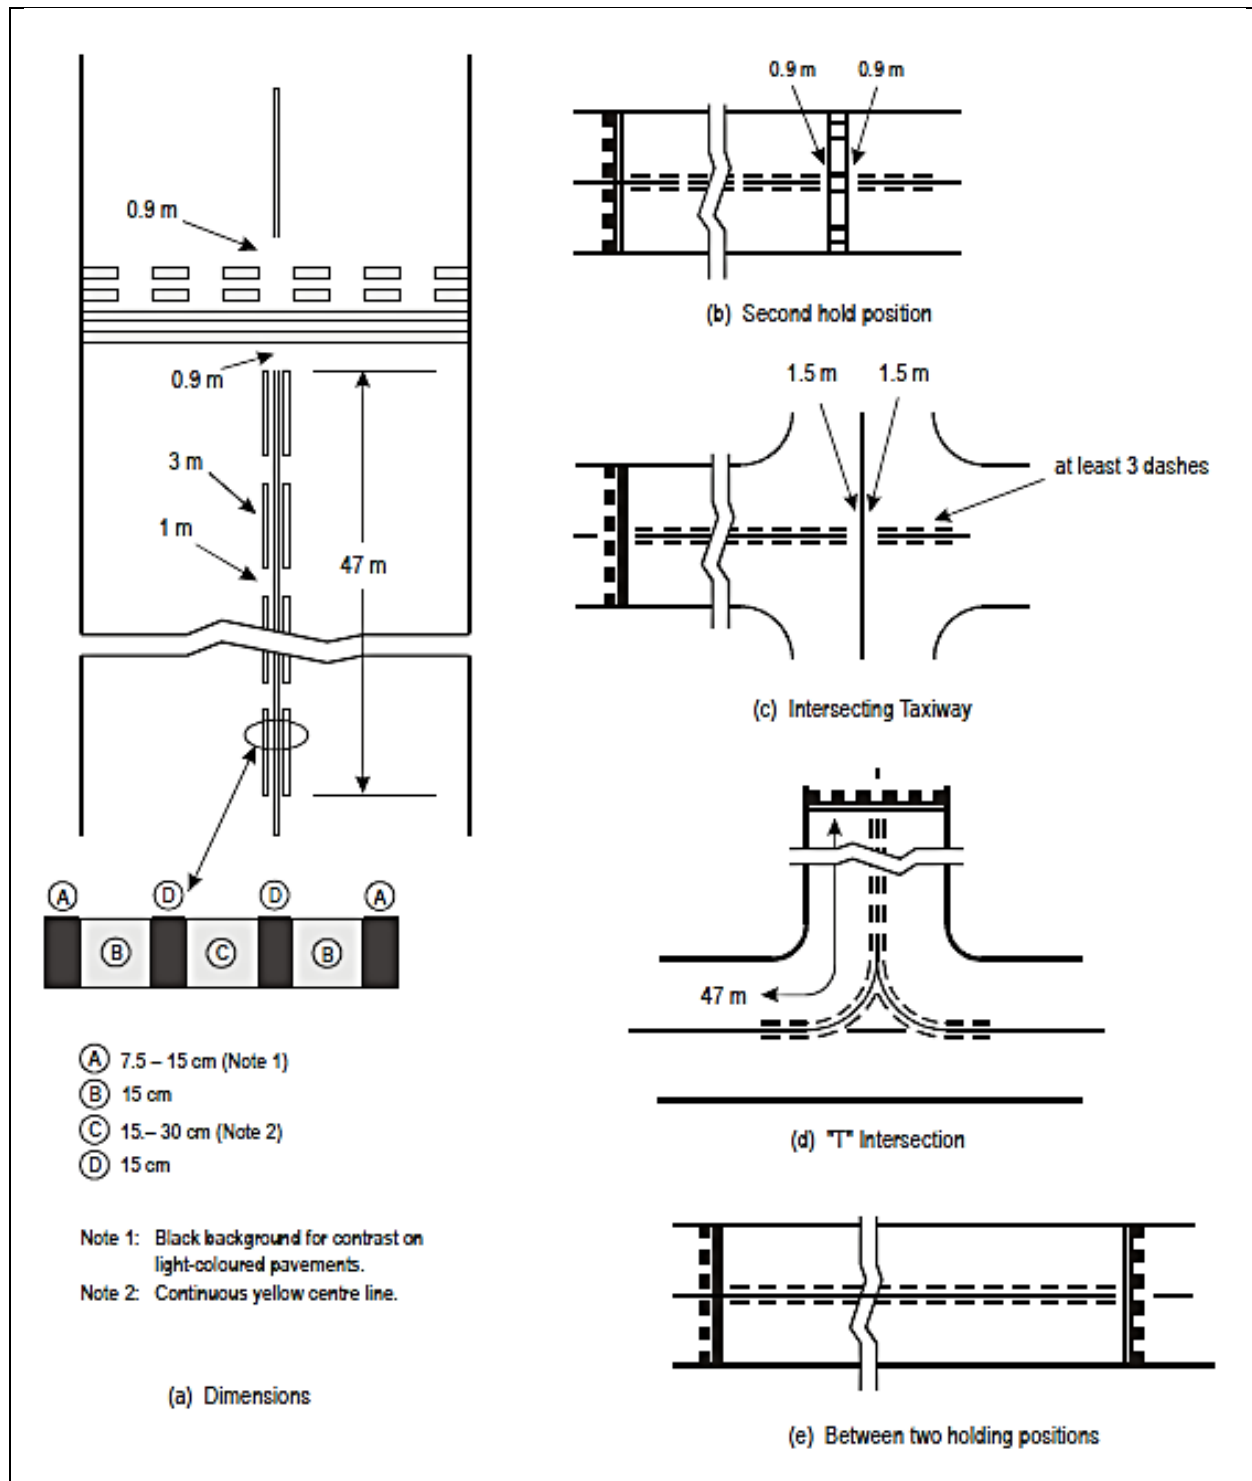 0.9 m
0.9 m
3 m
1 m
47 m
A D D A
B C B
A 7.5 – 15 cm (Note 1)
B 15 cm
C 15.– 30 cm (Note 2)
D 15 cm
Note 1: Black background for contrast on
light-coloured pavements.
Note 2: Continuous yellow centre line.
(a) Dimensions
0.9 m 0.9 m
(b) Second hold position
1.5 m 1.5 m
at least 3 dashes
(c) Intersecting Taxiway
47 m
(d) "T" Intersection
(e) Between two holding positions